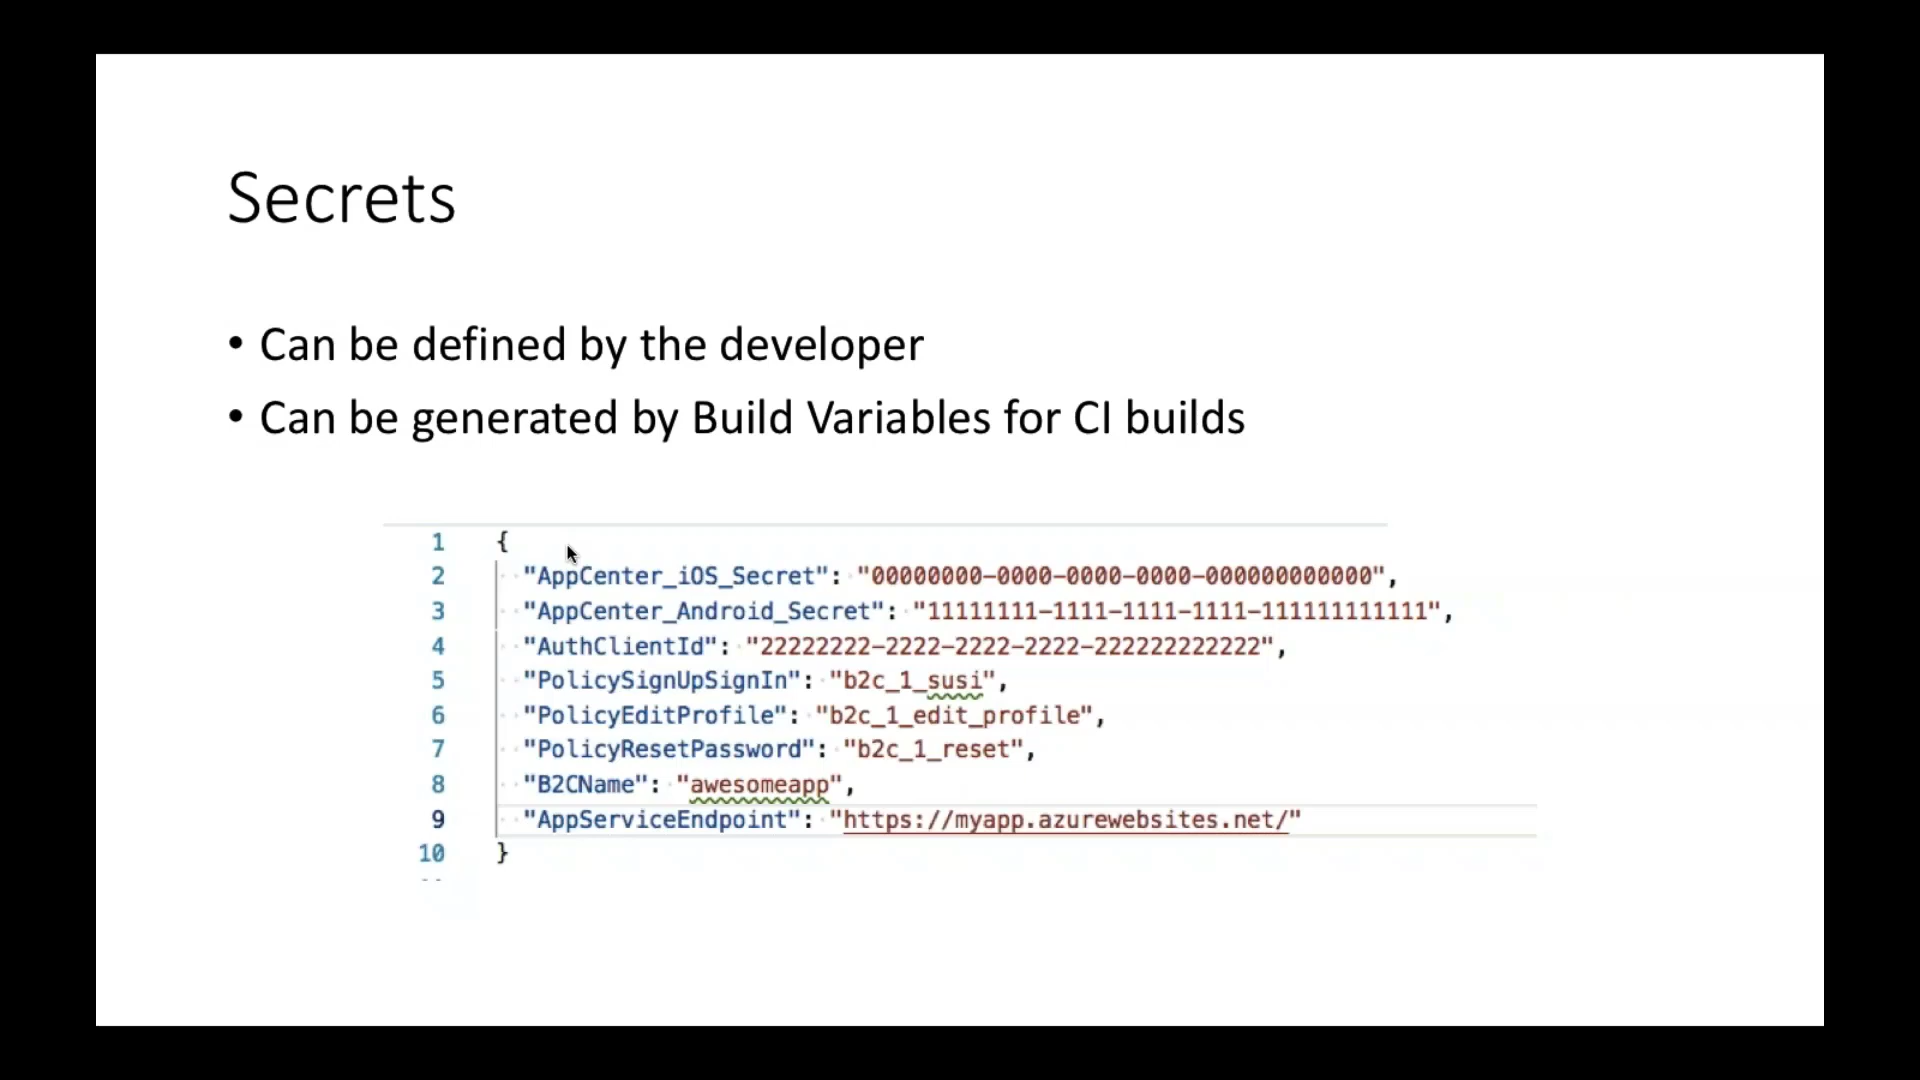 Secrets
• Can be defined by the developer
• Can be generated by Build Variables for CI builds
1 {
2 "AppCenter_iOS_Secret": "00000000-0000-0000-0000-000000000000",
3 "AppCenter_Android_Secret": "11111111-1111-1111-1111-111111111111",
4 "AuthClientId": "22222222-2222-2222-2222-222222222222",
5 "PolicySignUpSignIn": "b2c_1_susi",
6 "PolicyEditProfile": "b2c_1_edit_profile",
7 "PolicyResetPassword": "b2c_1_reset",
8 "B2CName": "awesomeapp",
9 "AppServiceEndpoint": "https://myapp.azurewebsites.net/"
10 }